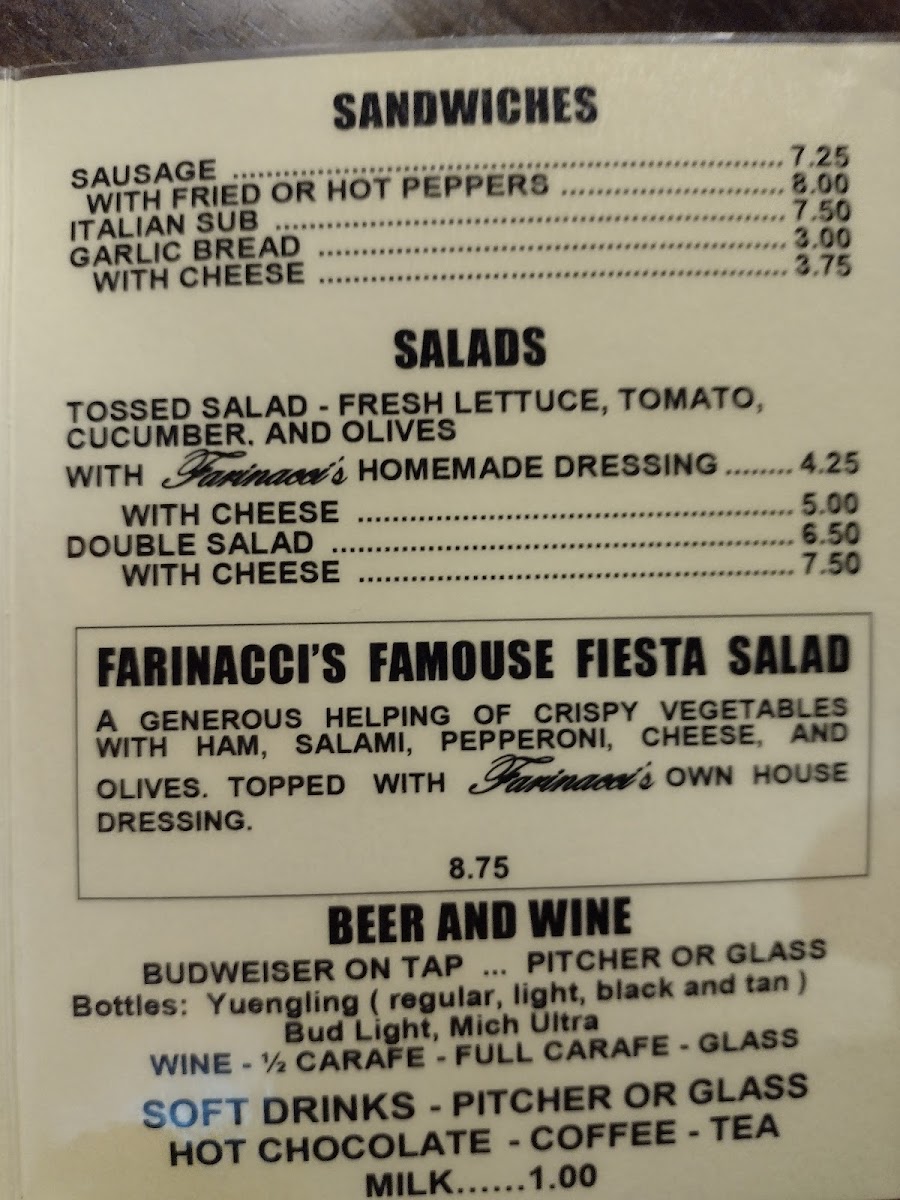 SANDWICHES
SAUSAGE ........................................................ 7.25
WITH FRIED OR HOT PEPPERS ........................ 8.00
ITALIAN SUB ................................................... 7.50
GARLIC BREAD ............................................... 3.00
WITH CHEESE ............................................... 3.75
SALADS
TOSSED SALAD - FRESH LETTUCE, TOMATO,
CUCUMBER. AND OLIVES
WITH Farinacci's HOMEMADE DRESSING ........ 4.25
WITH CHEESE ............................................. 5.00
DOUBLE SALAD ................................................ 6.50
WITH CHEESE ............................................. 7.50
FARINACCI'S FAMOUSE FIESTA SALAD
A GENEROUS HELPING OF CRISPY VEGETABLES
WITH HAM, SALAMI, PEPPERONI, CHEESE, AND
OLIVES. TOPPED WITH Farinacci's OWN HOUSE
DRESSING.
8.75
BEER AND WINE
BUDWEISER ON TAP ... PITCHER OR GLASS
Bottles: Yuengling ( regular, light, black and tan )
Bud Light, Mich Ultra
WINE - ½ CARAFE - FULL CARAFE - GLASS
SOFT DRINKS - PITCHER OR GLASS
HOT CHOCOLATE - COFFEE - TEA
MILK......1.00